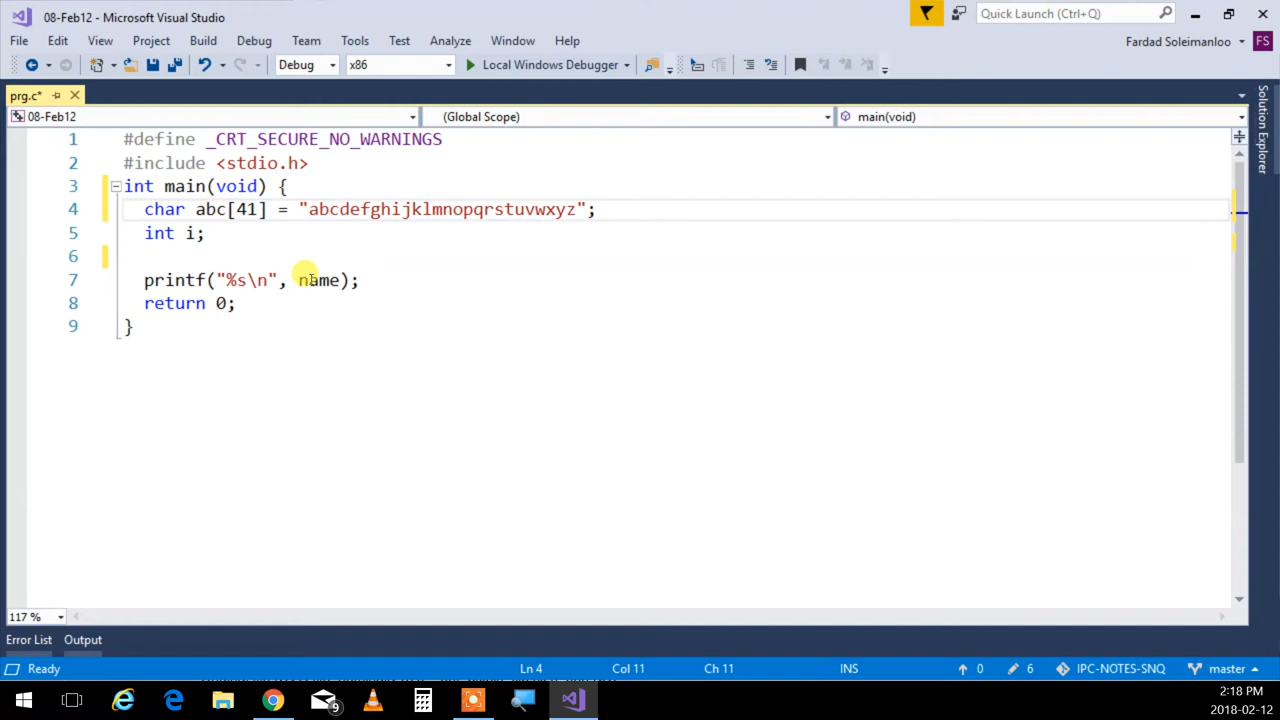 08-Feb12 - Microsoft Visual Studio
Quick Launch (Ctrl+Q)
File Edit View Project Build Debug Team Tools Test Analyze Window Help
Fardad Soleimanloo FS
Debug x86 Local Windows Debugger
prg.c*
08-Feb12 (Global Scope) main(void)
Solution Explorer
1 #define _CRT_SECURE_NO_WARNINGS
2 #include <stdio.h>
3 int main(void) {
4 char abc[41] = "abcdefghijklmnopqrstuvwxyz";
5 int i;
6
7 printf("%s\n", name);
8 return 0;
9 }
117 %
Error List Output
Ready Ln 4 Col 11 Ch 11 INS 0 6 IPC-NOTES-SNQ master
9
2:18 PM
2018-02-12